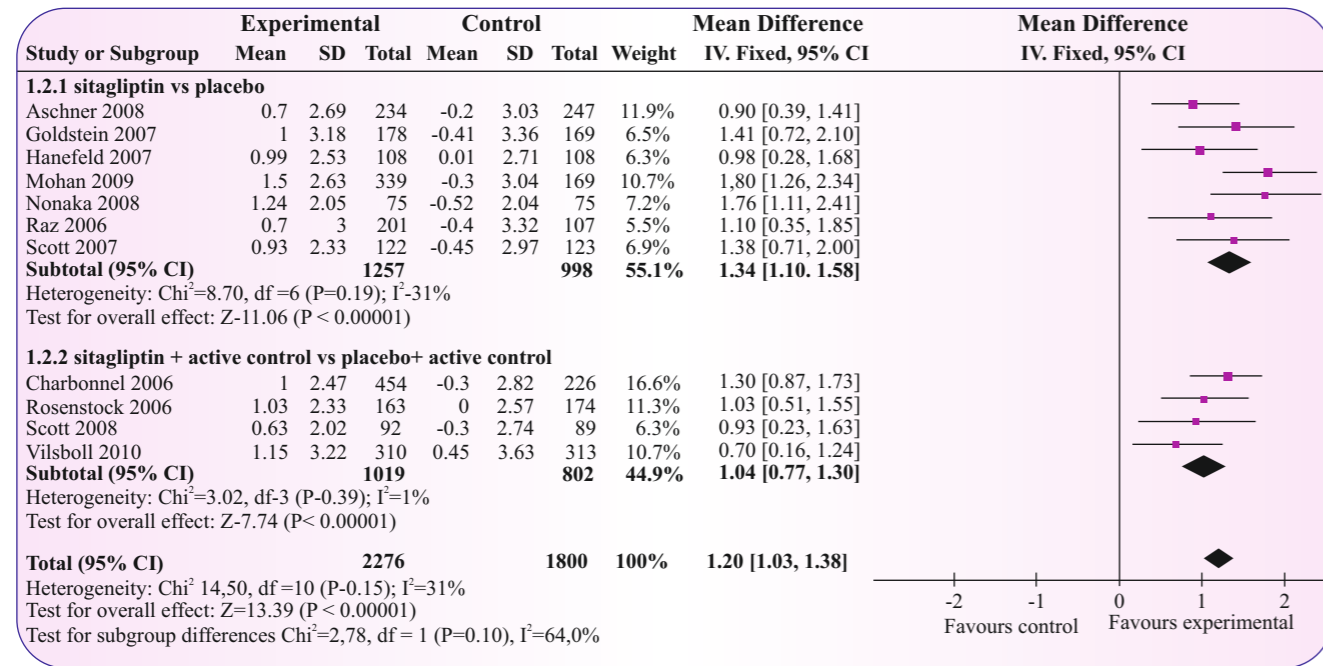 Experimental Control Mean Difference Mean Difference
Study or Subgroup Mean SD Total Mean SD Total Weight IV. Fixed, 95% CI IV. Fixed, 95% CI
1.2.1 sitagliptin vs placebo
Aschner 2008 0.7 2.69 234 -0.2 3.03 247 11.9% 0.90 [0.39, 1.41]
Goldstein 2007 1 3.18 178 -0.41 3.36 169 6.5% 1.41 [0.72, 2.10]
Hanefeld 2007 0.99 2.53 108 0.01 2.71 108 6.3% 0.98 [0.28, 1.68]
Mohan 2009 1.5 2.63 339 -0.3 3.04 169 10.7% 1,80 [1.26, 2.34]
Nonaka 2008 1.24 2.05 75 -0.52 2.04 75 7.2% 1.76 [1.11, 2.41]
Raz 2006 0.7 3 201 -0.4 3.32 107 5.5% 1.10 [0.35, 1.85]
Scott 2007 0.93 2.33 122 -0.45 2.97 123 6.9% 1.38 [0.71, 2.00]
Subtotal (95% CI) 1257 998 55.1% 1.34 [1.10. 1.58]
Heterogeneity: Chi²=8.70, df =6 (P=0.19); I²-31%
Test for overall effect: Z-11.06 (P < 0.00001)
1.2.2 sitagliptin + active control vs placebo+ active control
Charbonnel 2006 1 2.47 454 -0.3 2.82 226 16.6% 1.30 [0.87, 1.73]
Rosenstock 2006 1.03 2.33 163 0 2.57 174 11.3% 1.03 [0.51, 1.55]
Scott 2008 0.63 2.02 92 -0.3 2.74 89 6.3% 0.93 [0.23, 1.63]
Vilsboll 2010 1.15 3.22 310 0.45 3.63 313 10.7% 0.70 [0.16, 1.24]
Subtotal (95% CI) 1019 802 44.9% 1.04 [0.77, 1.30]
Heterogeneity: Chi²=3.02, df-3 (P-0.39); I²=1%
Test for overall effect: Z-7.74 (P< 0.00001)
Total (95% CI) 2276 1800 100% 1.20 [1.03, 1.38]
Heterogeneity: Chi² 14,50, df =10 (P-0.15); I²=31%
Test for overall effect: Z=13.39 (P < 0.00001)
Test for subgroup differences Chi²=2,78, df = 1 (P=0.10), I²=64,0%
-2 -1 0 1 2
Favours control Favours experimental